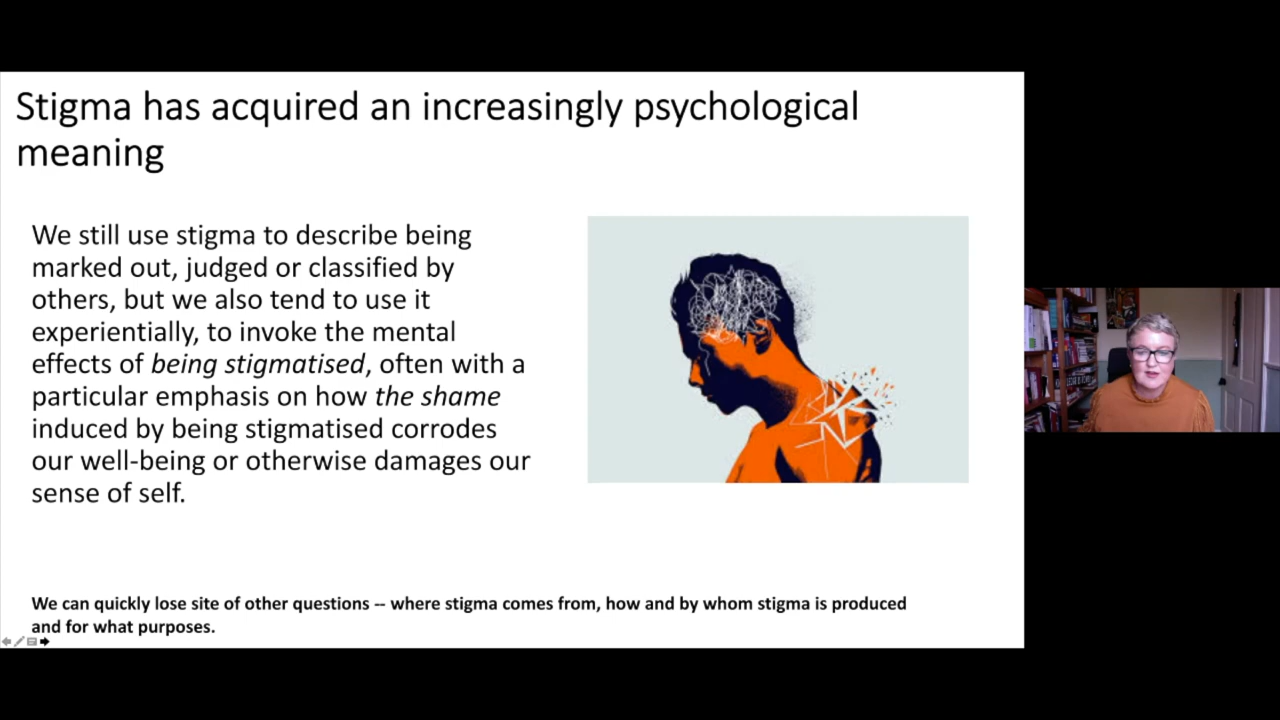 Stigma has acquired an increasingly psychological
meaning
We still use stigma to describe being
marked out, judged or classified by
others, but we also tend to use it
experientially, to invoke the mental
effects of being stigmatised, often with a
particular emphasis on how the shame
induced by being stigmatised corrodes
our well-being or otherwise damages our
sense of self.
We can quickly lose site of other questions -- where stigma comes from, how and by whom stigma is produced
and for what purposes.